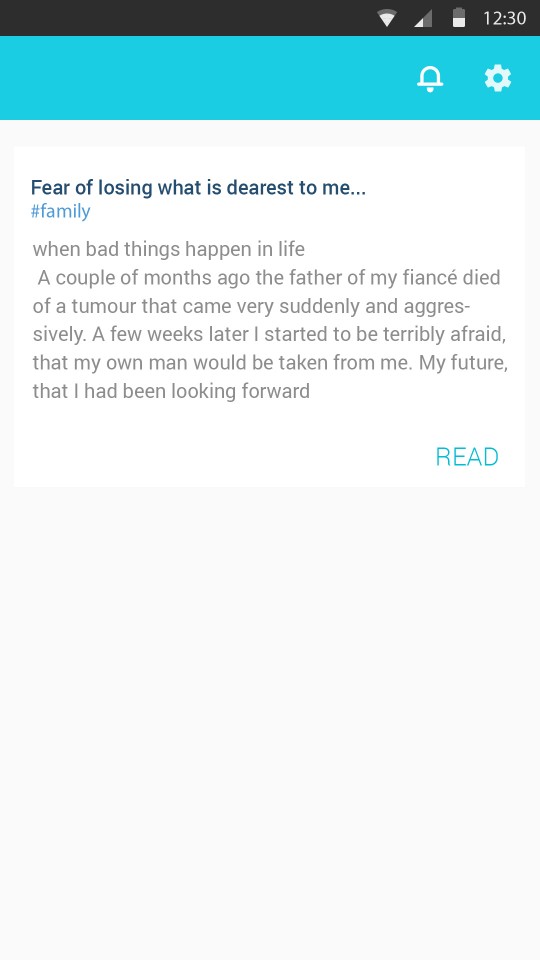 12:30
Fear of losing what is dearest to me...
#family
when bad things happen in life
A couple of months ago the father of my fiancé died
of a tumour that came very suddenly and aggres-
sively. A few weeks later I started to be terribly afraid,
that my own man would be taken from me. My future,
that I had been looking forward
READ